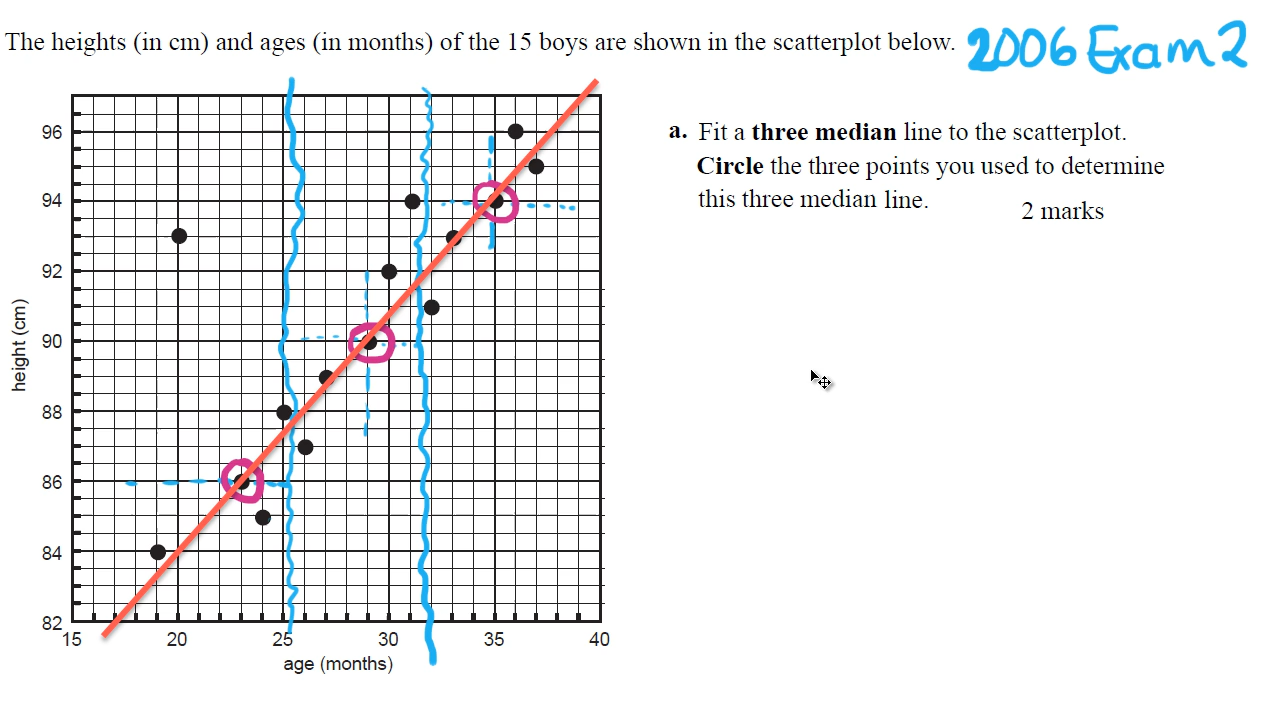 The heights (in cm) and ages (in months) of the 15 boys are shown in the scatterplot below.
2006 Exam 2
a. Fit a three median line to the scatterplot.
Circle the three points you used to determine
this three median line.
2 marks
96
94
92
90
88
86
84
82
height (cm)
15 20 25 30 35 40
age (months)